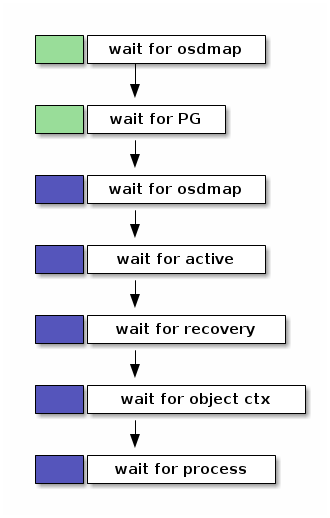 wait for osdmap
wait for PG
wait for osdmap
wait for active
wait for recovery
wait for object ctx
wait for process